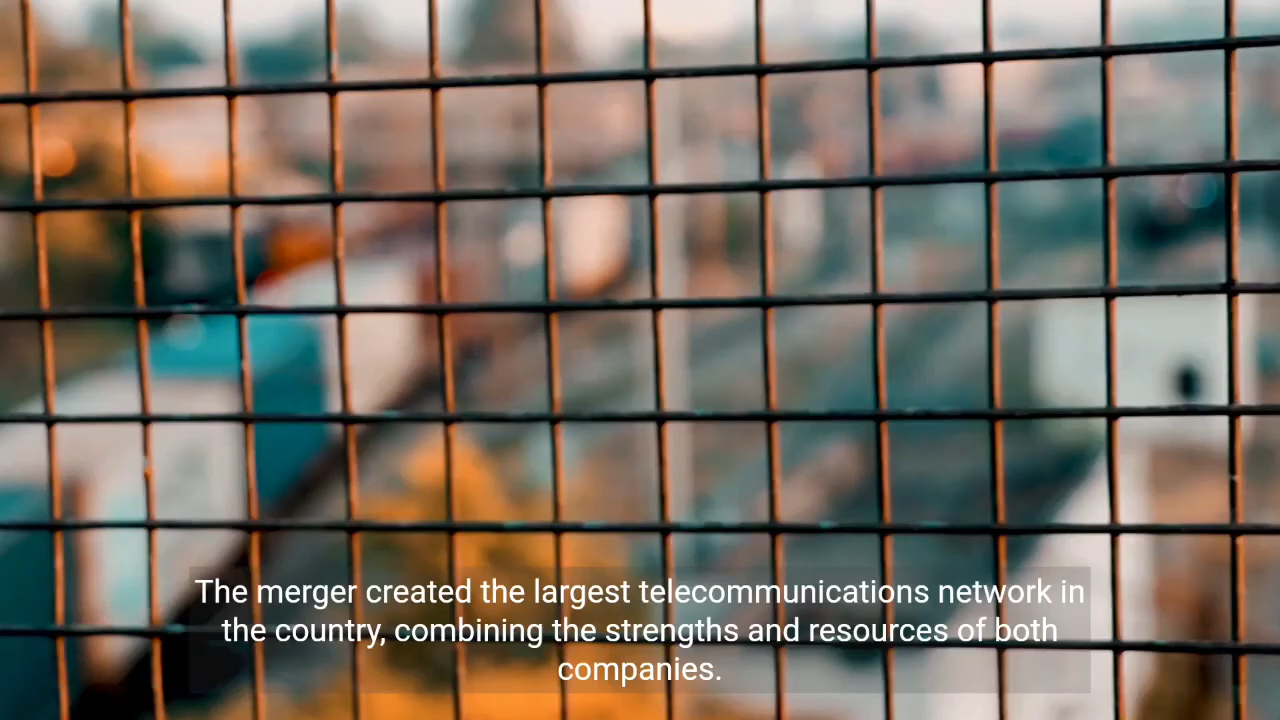 The merger created the largest telecommunications network in
the country, combining the strengths and resources of both
companies.